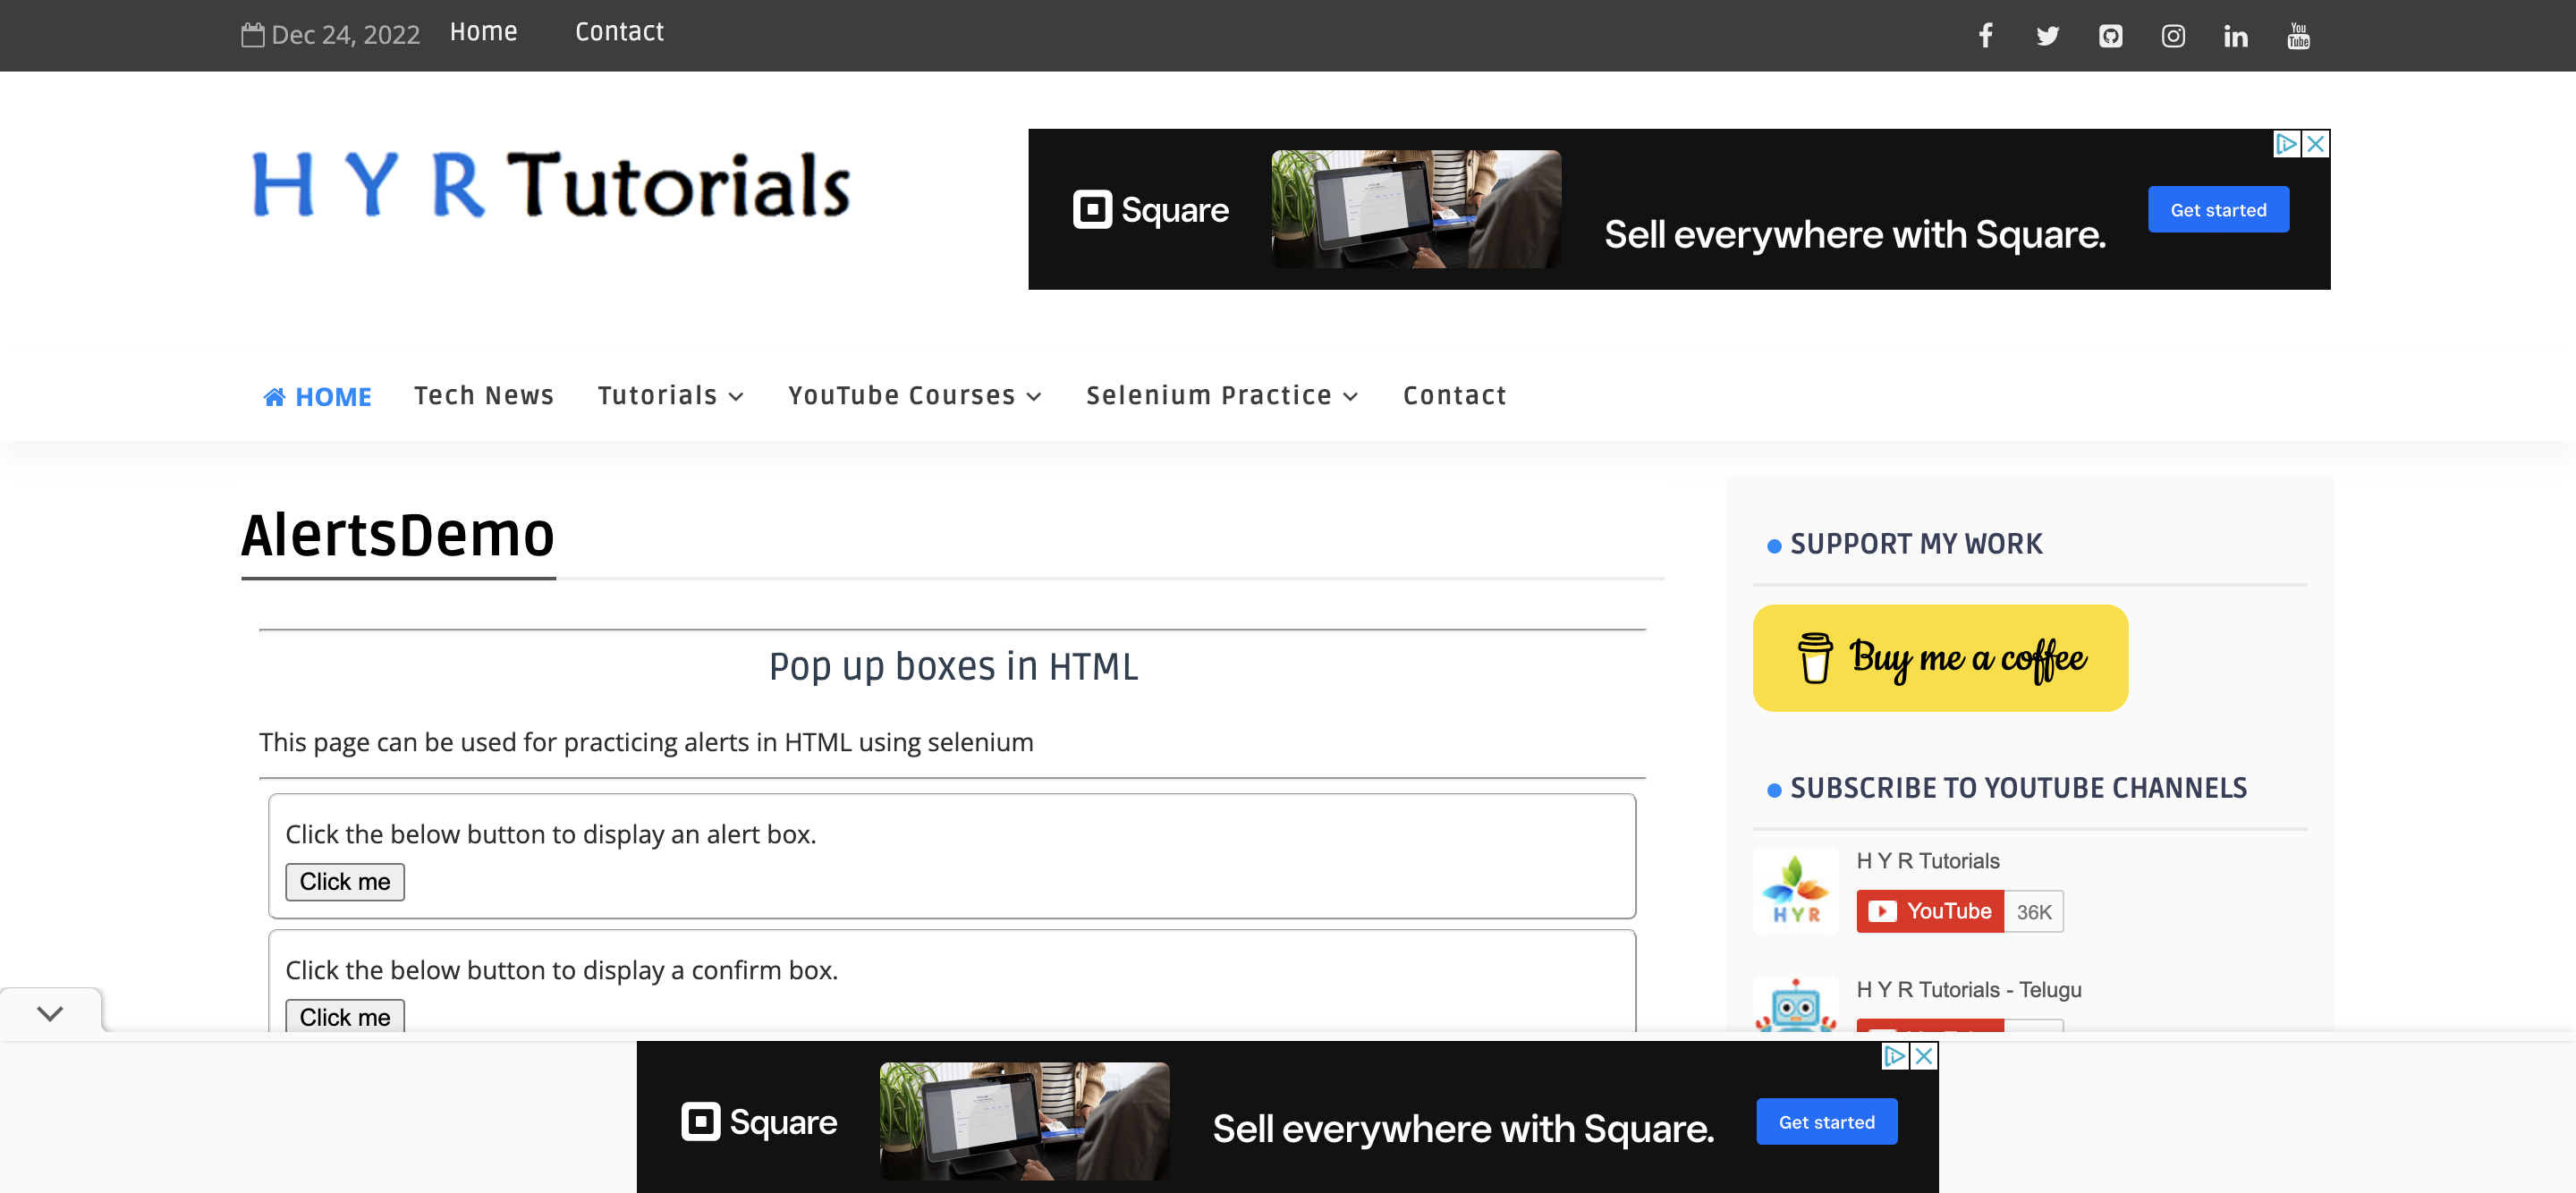 Dec 24, 2022 Home Contact
You
Tube
H Y R Tutorials
Square
Sell everywhere with Square.
Get started
HOME Tech News Tutorials YouTube Courses Selenium Practice Contact
AlertsDemo
Pop up boxes in HTML
This page can be used for practicing alerts in HTML using selenium
Click the below button to display an alert box.
Click me
Click the below button to display a confirm box.
Click me
SUPPORT MY WORK
Buy me a coffee
SUBSCRIBE TO YOUTUBE CHANNELS
H Y R Tutorials
HYR
YouTube 36K
H Y R Tutorials - Telugu
Square
Sell everywhere with Square.
Get started